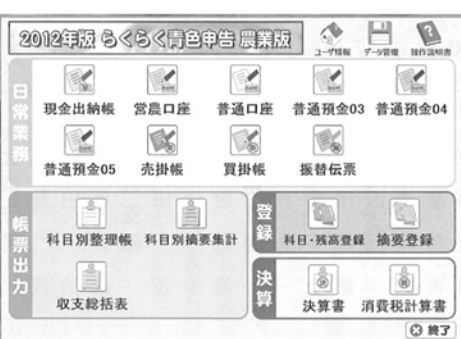 2012年版 らくらく青色申告 農業版
ユーザ情報 データ管理 操作説明書
日常業務
現金出納帳 営農口座 普通口座 普通預金03 普通預金04
普通預金05 売掛帳 買掛帳 振替伝票
帳票出力
科目別整理帳 科目別摘要集計
収支総括表
登録
科目・残高登録 摘要登録
決算
決算書 消費税計算書
終了